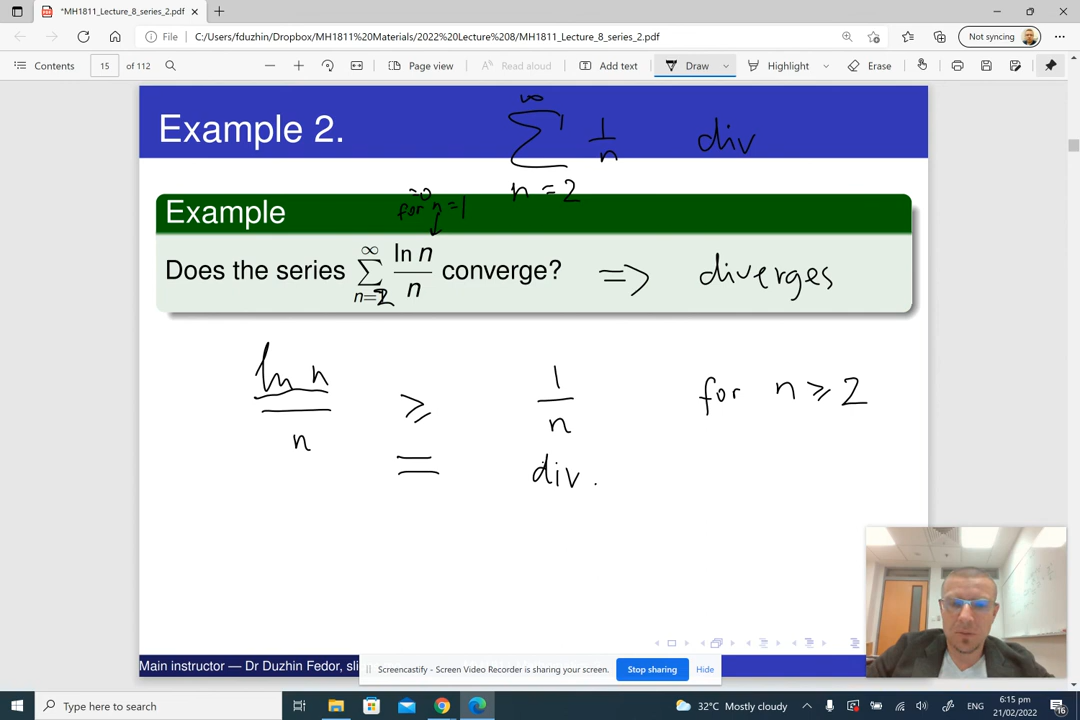 *MH1811_Lecture_8_series_2.pdf
File C:/Users/fduzhin/Dropbox/MH1811%20Materials/2022%20Lecture%208/MH1811_Lecture_8_series_2.pdf Not syncing
Contents 15 of 112 Page view Read aloud Add text Draw Highlight Erase
Example 2. ∞ ∑ n = 2 1/n div
=0
for n=1
Example
Does the series ∞ ∑ n=2 ln n / n converge? => diverges
ln n / n ≥ 1/n for n ≥ 2
= div.
Main instructor — Dr Duzhin Fedor, sli
Screencastify - Screen Video Recorder is sharing your screen. Stop sharing Hide
Type here to search 32°C Mostly cloudy ENG 6:15 pm 21/02/2022 16